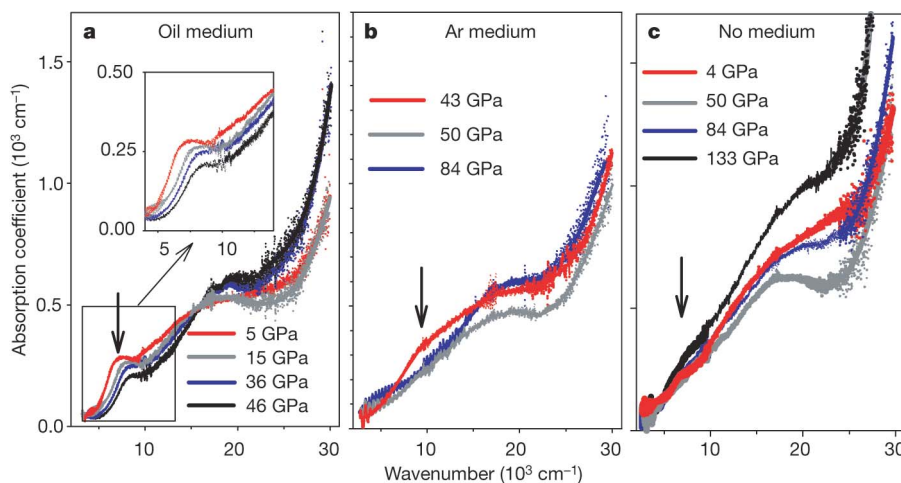 a Oil medium
b Ar medium
c No medium
Absorption coefficient (10³ cm⁻¹)
1.5
1.0
0.5
0.0
0.50
0.25
0.00
5 10
5 GPa
15 GPa
36 GPa
46 GPa
10 20 30
43 GPa
50 GPa
84 GPa
10 20 30
4 GPa
50 GPa
84 GPa
133 GPa
10 20 30
Wavenumber (10³ cm⁻¹)